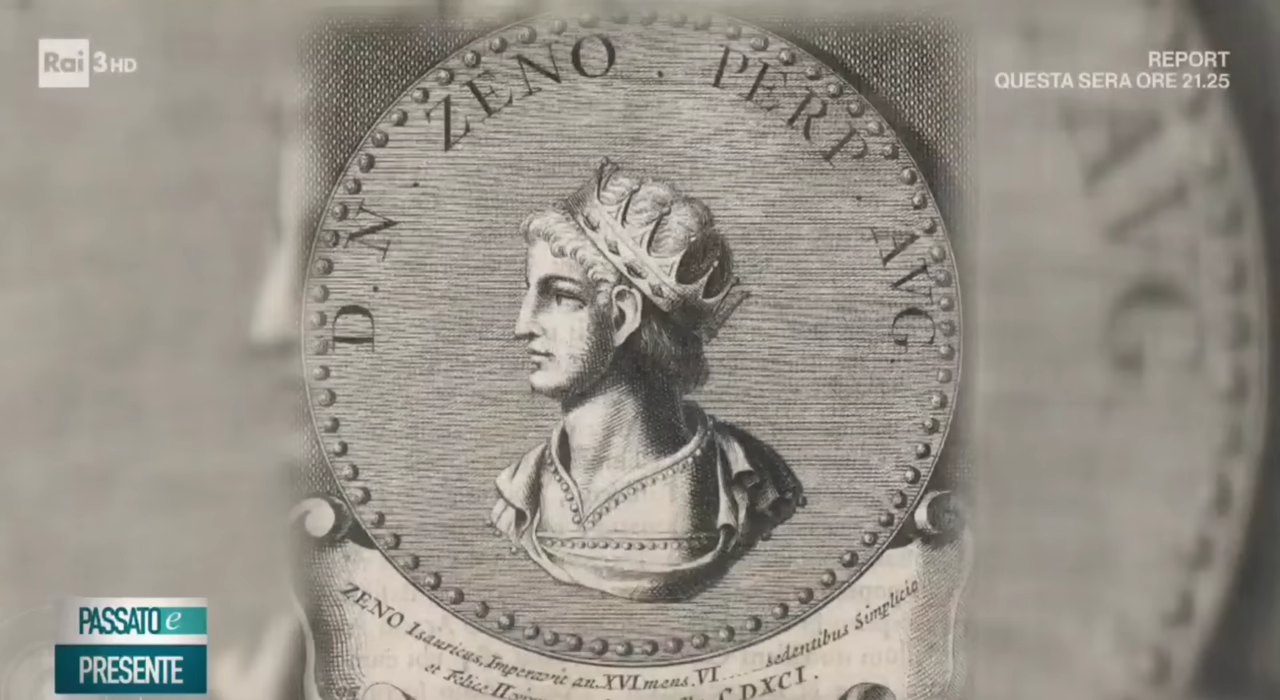 Rai 3HD
REPORT
QUESTA SERA ORE 21.25
D. N. ZENO . PERP. AVG.
ZENO Isauricus, Imperavit an. XVI mens. VI ..... sedentibus Simplicio
et Felice II
CDXCI.
PASSATO e
PRESENTE